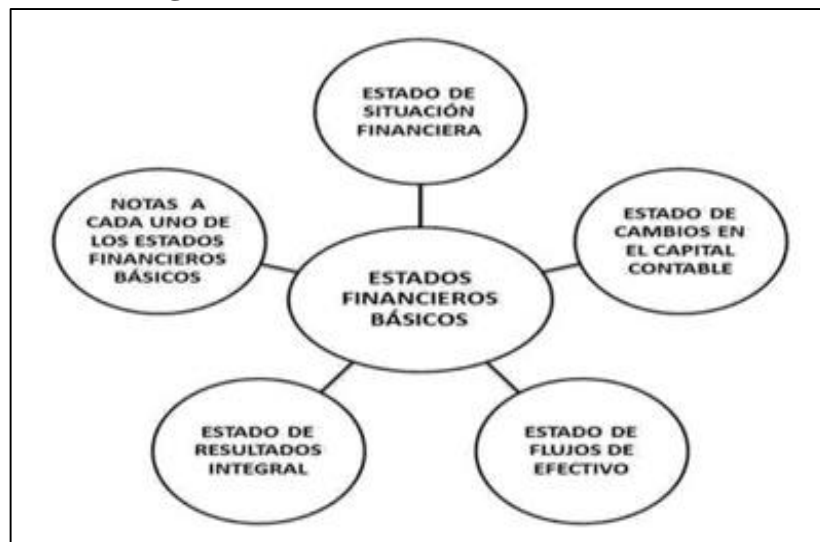 ESTADO DE
SITUACIÓN
FINANCIERA
NOTAS A
CADA UNO DE
LOS ESTADOS
FINANCIEROS
BÁSICOS
ESTADO DE
CAMBIOS EN
EL CAPITAL
CONTABLE
ESTADOS
FINANCIEROS
BÁSICOS
ESTADO DE
RESULTADOS
INTEGRAL
ESTADO DE
FLUJOS DE
EFECTIVO